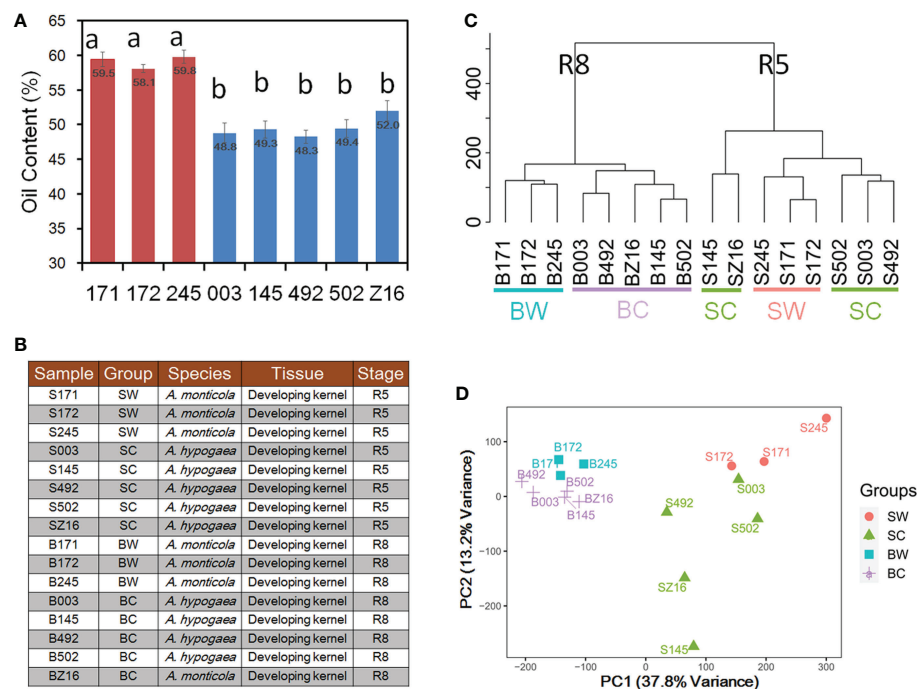 A
65
60
55
50
45
40
35
30
Oil Content (%)
a a a b b b b b
59.5 58.1 59.8 48.8 49.3 48.3 49.4 52.0
171 172 245 003 145 492 502 Z16
B
Sample Group Species Tissue Stage
S171 SW A. monticola Developing kernel R5
S172 SW A. monticola Developing kernel R5
S245 SW A. monticola Developing kernel R5
S003 SC A. hypogaea Developing kernel R5
S145 SC A. hypogaea Developing kernel R5
S492 SC A. hypogaea Developing kernel R5
S502 SC A. hypogaea Developing kernel R5
SZ16 SC A. hypogaea Developing kernel R5
B171 BW A. monticola Developing kernel R8
B172 BW A. monticola Developing kernel R8
B245 BW A. monticola Developing kernel R8
B003 BC A. hypogaea Developing kernel R8
B145 BC A. hypogaea Developing kernel R8
B492 BC A. hypogaea Developing kernel R8
B502 BC A. hypogaea Developing kernel R8
BZ16 BC A. monticola Developing kernel R8
C
400
200
0
R8 R5
B171 B172 B245 B003 B492 BZ16 B145 B502 S145 SZ16 S245 S171 S172 S502 S003 S492
BW BC SC SW SC
D
PC2 (13.2% Variance)
100
0
-100
-200
S245
S172 S171
S003
S502
S492
SZ16
S145
B172
B171 B245
B492 B502
B003 BZ16
B145
-200 -100 0 100 200 300
PC1 (37.8% Variance)
Groups
SW
SC
BW
BC